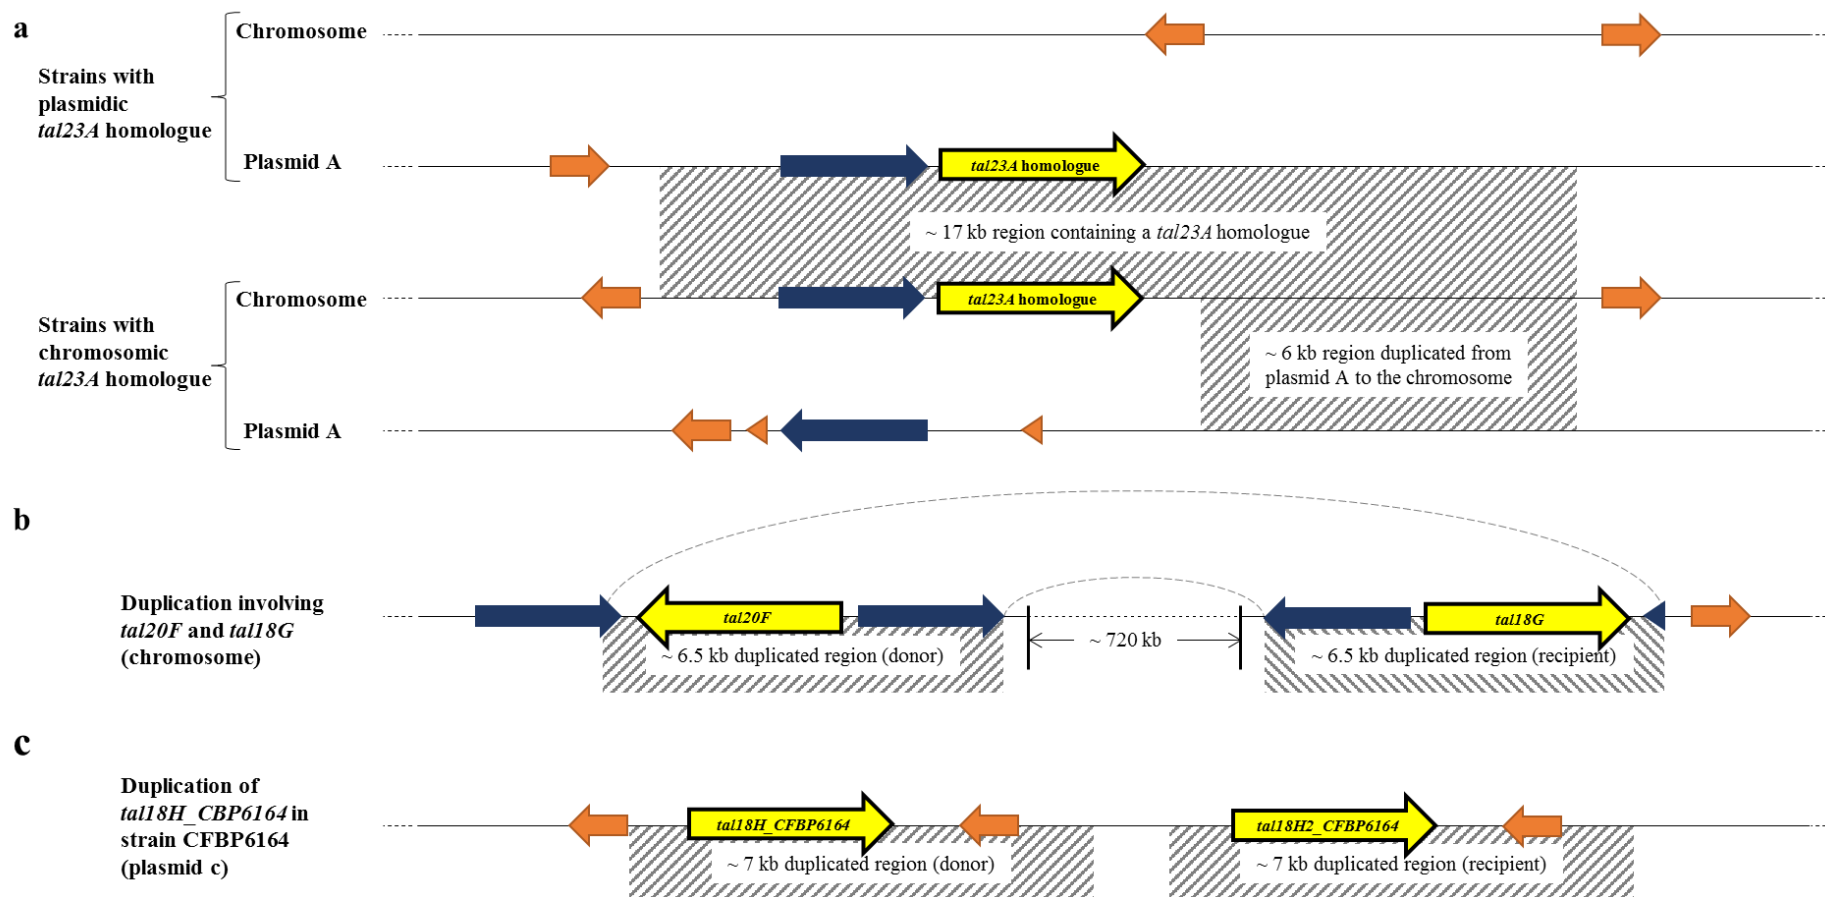 a
Chromosome
Strains with
plasmidic
tal23A homologue
Plasmid A
tal23A homologue
~ 17 kb region containing a tal23A homologue
Chromosome
tal23A homologue
Strains with
chromosomic
tal23A homologue
~ 6 kb region duplicated from
plasmid A to the chromosome
Plasmid A
b
Duplication involving
tal20F and tal18G
(chromosome)
tal20F
~ 6.5 kb duplicated region (donor)
~ 720 kb
tal18G
~ 6.5 kb duplicated region (recipient)
c
Duplication of
tal18H_CBP6164 in
strain CFBP6164
(plasmid c)
tal18H_CFBP6164
~ 7 kb duplicated region (donor)
tal18H2_CFBP6164
~ 7 kb duplicated region (recipient)